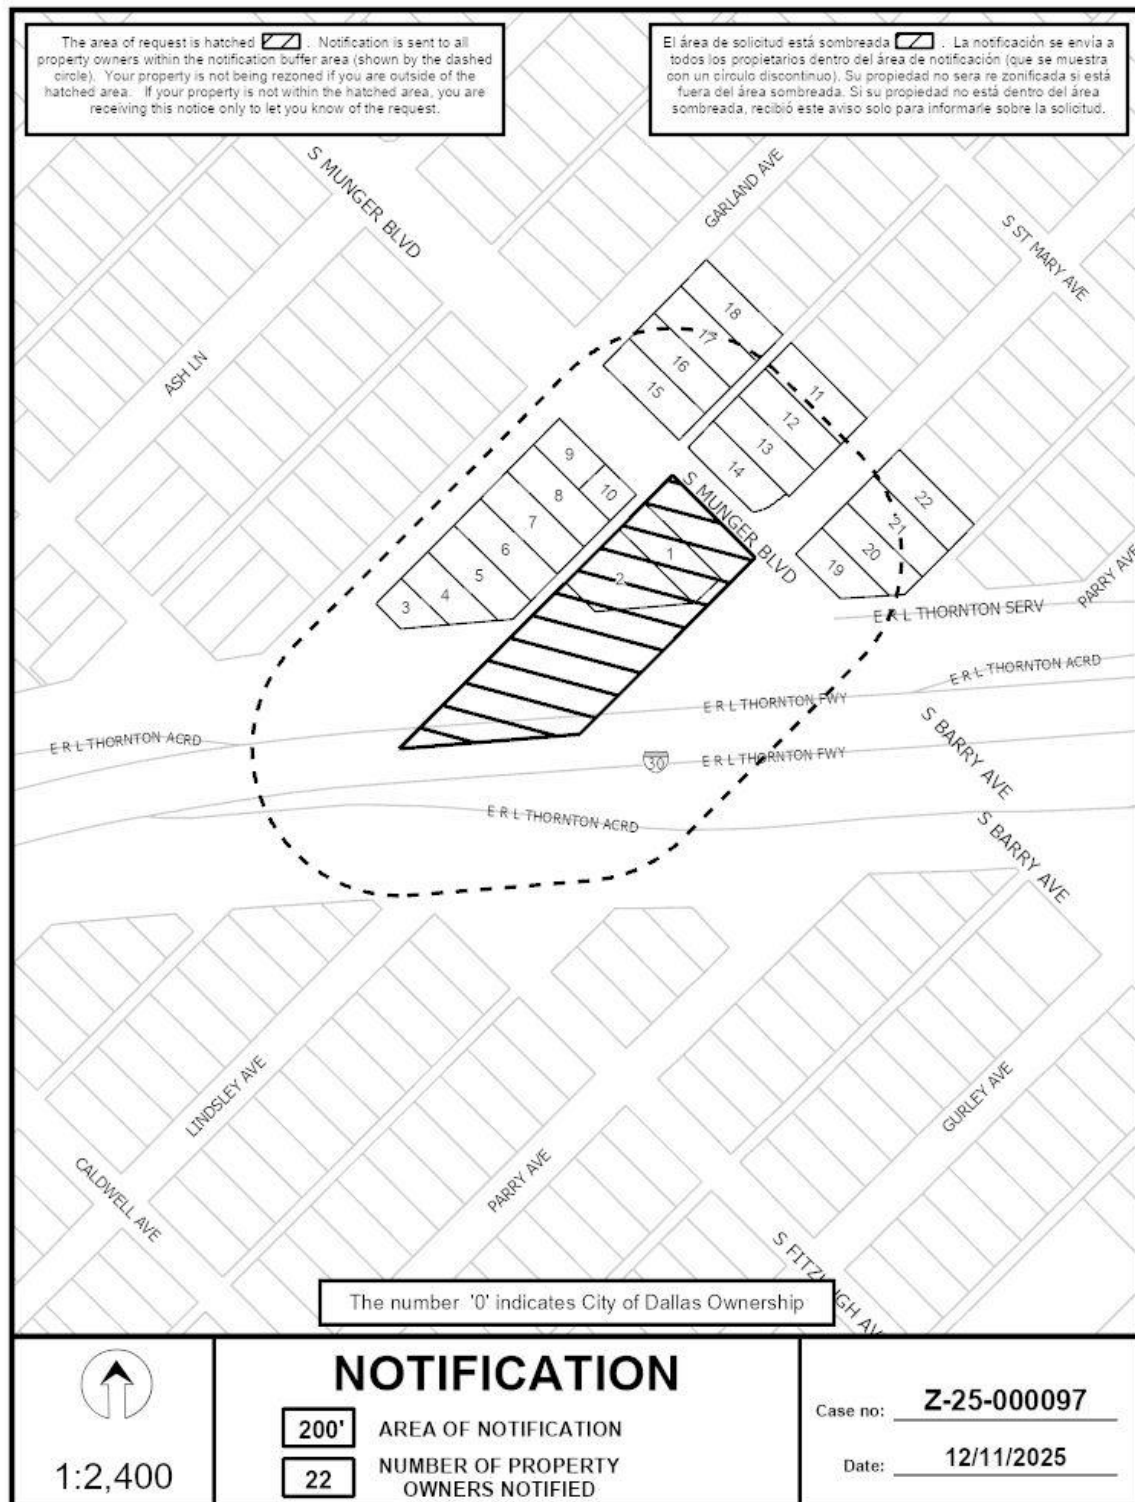 The area of request is hatched . Notification is sent to all
property owners within the notification buffer area (shown by the dashed
circle). Your property is not being rezoned if you are outside of the
hatched area. If your property is not within the hatched area, you are
receiving this notice only to let you know of the request.
El área de solicitud está sombreada . La notificación se envía a
todos los propietarios dentro del área de notificación (que se muestra
con un círculo discontinuo). Su propiedad no sera re zonificada si está
fuera del área sombreada. Si su propiedad no está dentro del área
sombreada, recibió este aviso solo para informarle sobre la solicitud.
S MUNGER BLVD
GARLAND AVE
S ST MARY AVE
ASH LN
18
17
16
15
11
12
13
14
9
10
8
7
6
5
4
3
S MUNGER BLVD
1
2
22
21
20
19
PARRY AVE
E R L THORNTON SERV
E R L THORNTON ACRD
E R L THORNTON FWY
E R L THORNTON ACRD
30
E R L THORNTON FWY
S BARRY AVE
E R L THORNTON ACRD
S BARRY AVE
LINDSLEY AVE
GURLEY AVE
CALDWELL AVE
PARRY AVE
S FITZHUGH AVE
The number '0' indicates City of Dallas Ownership
1:2,400
NOTIFICATION
200' AREA OF NOTIFICATION
22 NUMBER OF PROPERTY
OWNERS NOTIFIED
Case no: Z-25-000097
Date: 12/11/2025